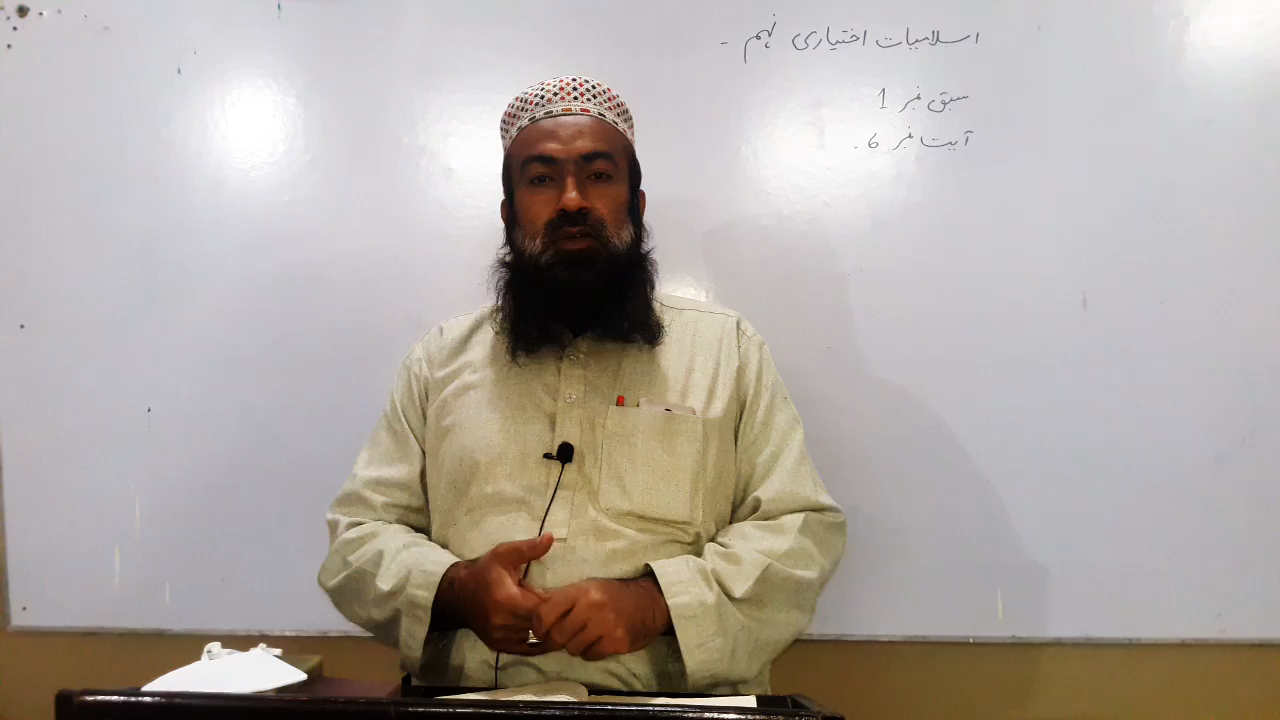 اسلامیات اختیاری نہم ۔
سبق نمبر 1
آیت نمبر 6 ۔